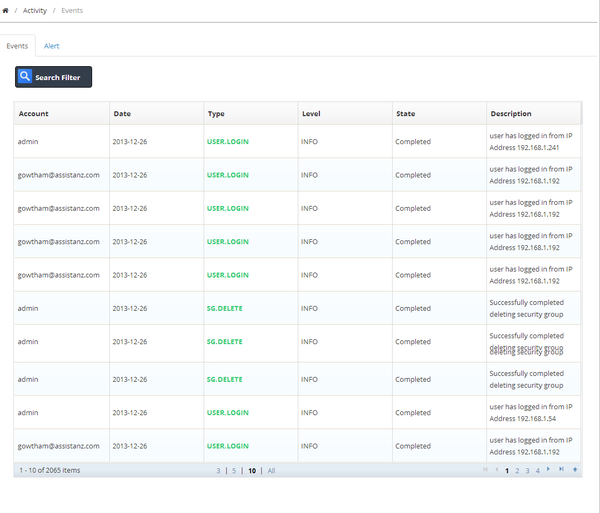 / Activity / Events
Events Alert
Search Filter
Account Date Type Level State Description
admin 2013-12-26 USER.LOGIN INFO Completed user has logged in from IP
Address 192.168.1.241
gowtham@assistanz.com 2013-12-26 USER.LOGIN INFO Completed user has logged in from IP
Address 192.168.1.192
gowtham@assistanz.com 2013-12-26 USER.LOGIN INFO Completed user has logged in from IP
Address 192.168.1.192
gowtham@assistanz.com 2013-12-26 USER.LOGIN INFO Completed user has logged in from IP
Address 192.168.1.192
gowtham@assistanz.com 2013-12-26 USER.LOGIN INFO Completed user has logged in from IP
Address 192.168.1.192
admin 2013-12-26 SG.DELETE INFO Completed Successfully completed
deleting security group
admin 2013-12-26 SG.DELETE INFO Completed Successfully completed
deleting security group
deleting security group
admin 2013-12-26 SG.DELETE INFO Completed Successfully completed
deleting security group
admin 2013-12-26 USER.LOGIN INFO Completed user has logged in from IP
Address 192.168.1.54
gowtham@assistanz.com 2013-12-26 USER.LOGIN INFO Completed user has logged in from IP
Address 192.168.1.192
1 - 10 of 2065 items 3 | 5 | 10 | All 1 2 3 4